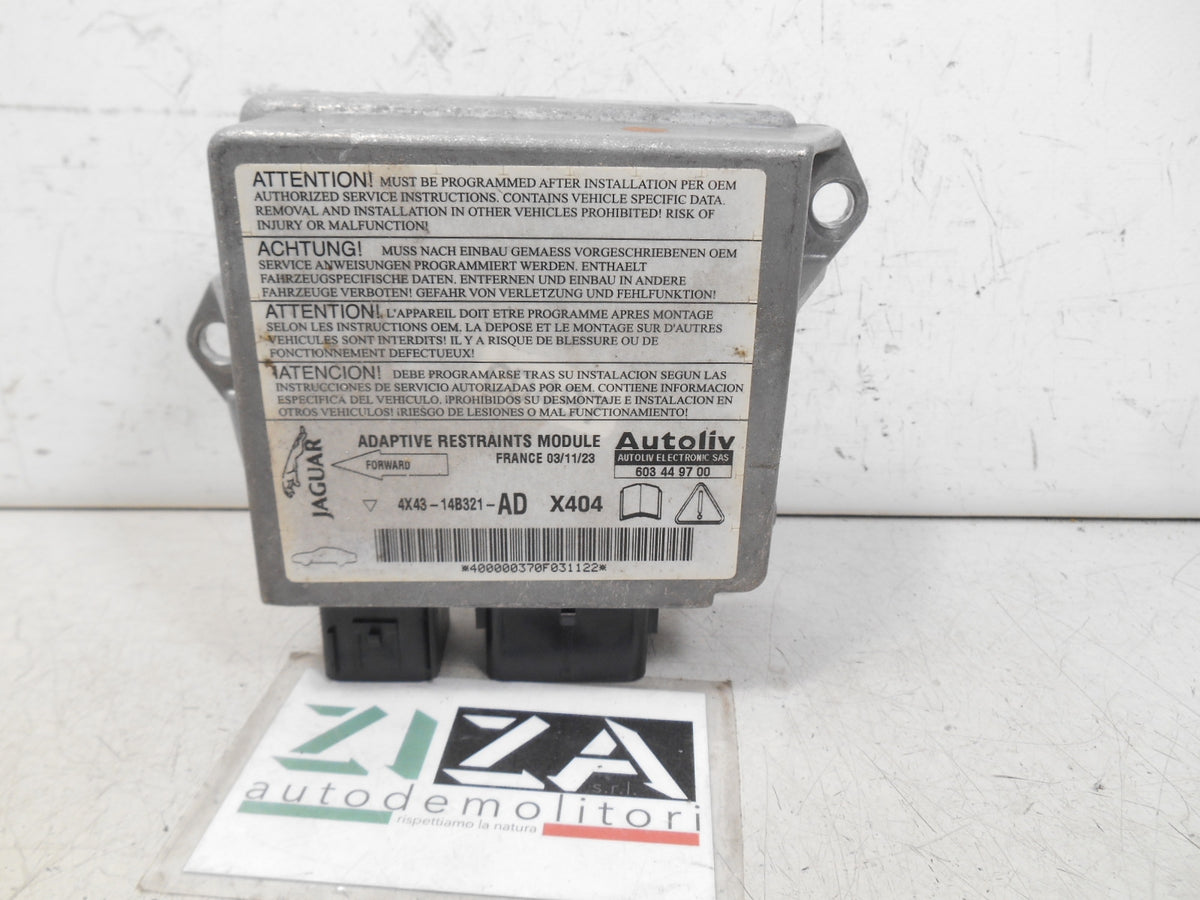 ATTENTION! MUST BE PROGRAMMED AFTER INSTALLATION PER OEM
AUTHORIZED SERVICE INSTRUCTIONS. CONTAINS VEHICLE SPECIFIC DATA.
REMOVAL AND INSTALLATION IN OTHER VEHICLES PROHIBITED! RISK OF
INJURY OR MALFUNCTION!
ACHTUNG! MUSS NACH EINBAU GEMAESS VORGESCHRIEBENEN OEM
SERVICE ANWEISUNGEN PROGRAMMIERT WERDEN. ENTHAELT
FAHRZEUGSPECIFISCHE DATEN. ENTFERNEN UND EINBAU IN ANDERE
FAHRZEUGE VERBOTEN! GEFAHR VON VERLETZUNG UND FEHLFUNKTION!
ATTENTION! L'APPAREIL DOIT ETRE PROGRAMME APRES MONTAGE
SELON LES INSTRUCTIONS OEM. LA DEPOSE ET LE MONTAGE SUR D'AUTRES
VEHICULES SONT INTERDITS! IL Y A RISQUE DE BLESSURE OU DE
FONCTIONNEMENT DEFECTUEUX!
¡ATENCION! DEBE PROGRAMARSE TRAS SU INSTALACION SEGUN LAS
INSTRUCCIONES DE SERVICIO AUTORIZADAS POR OEM. CONTIENE INFORMACION
ESPECIFICA DEL VEHICULO. ¡PROHIBIDOS SU DESMONTAJE E INSTALACION EN
OTROS VEHICULOS! ¡RIESGO DE LESIONES O MAL FUNCTIONAMIENTO!
JAGUAR
ADAPTIVE RESTRAINTS MODULE
FRANCE 03/11/23
FORWARD
Autoliv
AUTOLIV ELECTRONIC SAS
603 44 97 00
4X43-14B321-AD X404
*400000370F031122*
ZIZA
s.r.l.
autodemolitori
rispettiamo la natura